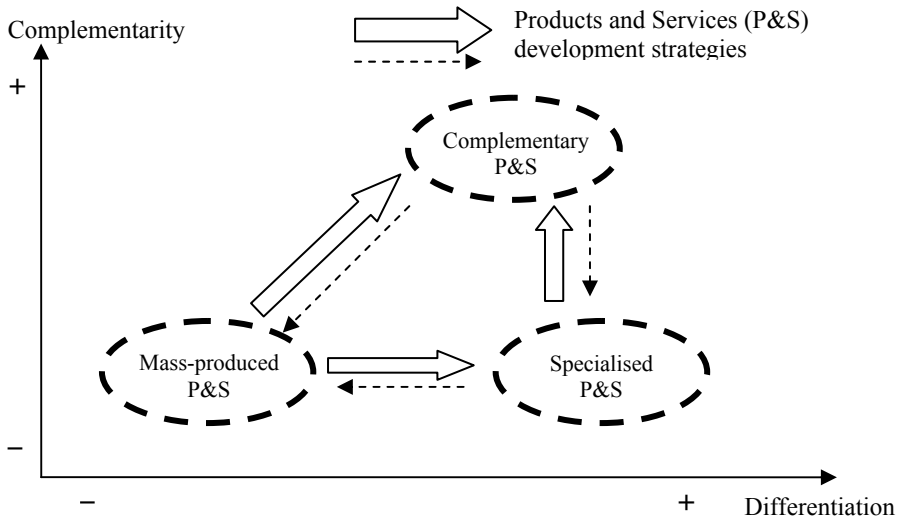 Complementarity
Products and Services (P&S)
development strategies
+
Complementary
P&S
Mass-produced
P&S
Specialised
P&S
–
–
+
Differentiation